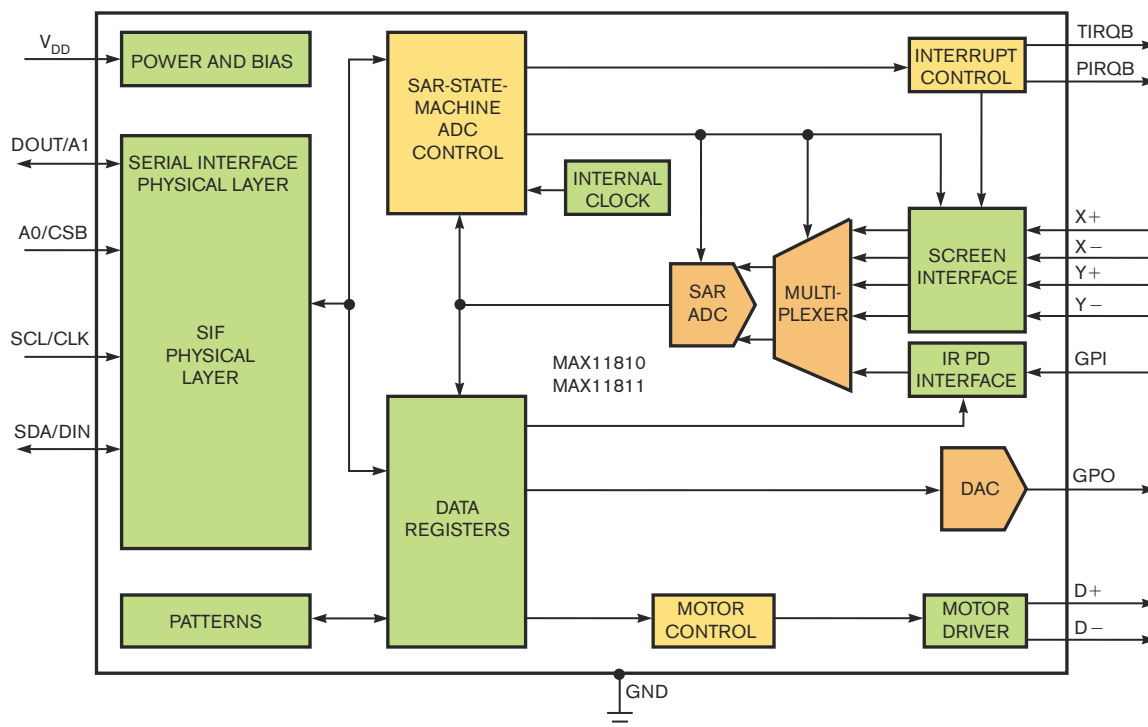 V_DD
POWER AND BIAS
DOUT/A1
SERIAL INTERFACE
PHYSICAL LAYER
A0/CSB
SIF
PHYSICAL
LAYER
SCL/CLK
SDA/DIN
PATTERNS
SAR-STATE-
MACHINE
ADC
CONTROL
INTERNAL
CLOCK
SAR
ADC
MULTI-
PLEXER
MAX11810
MAX11811
DATA
REGISTERS
INTERRUPT
CONTROL
TIRQB
PIRQB
SCREEN
INTERFACE
X+
X−
Y+
Y−
IR PD
INTERFACE
GPI
DAC
GPO
MOTOR
CONTROL
MOTOR
DRIVER
D+
D−
GND